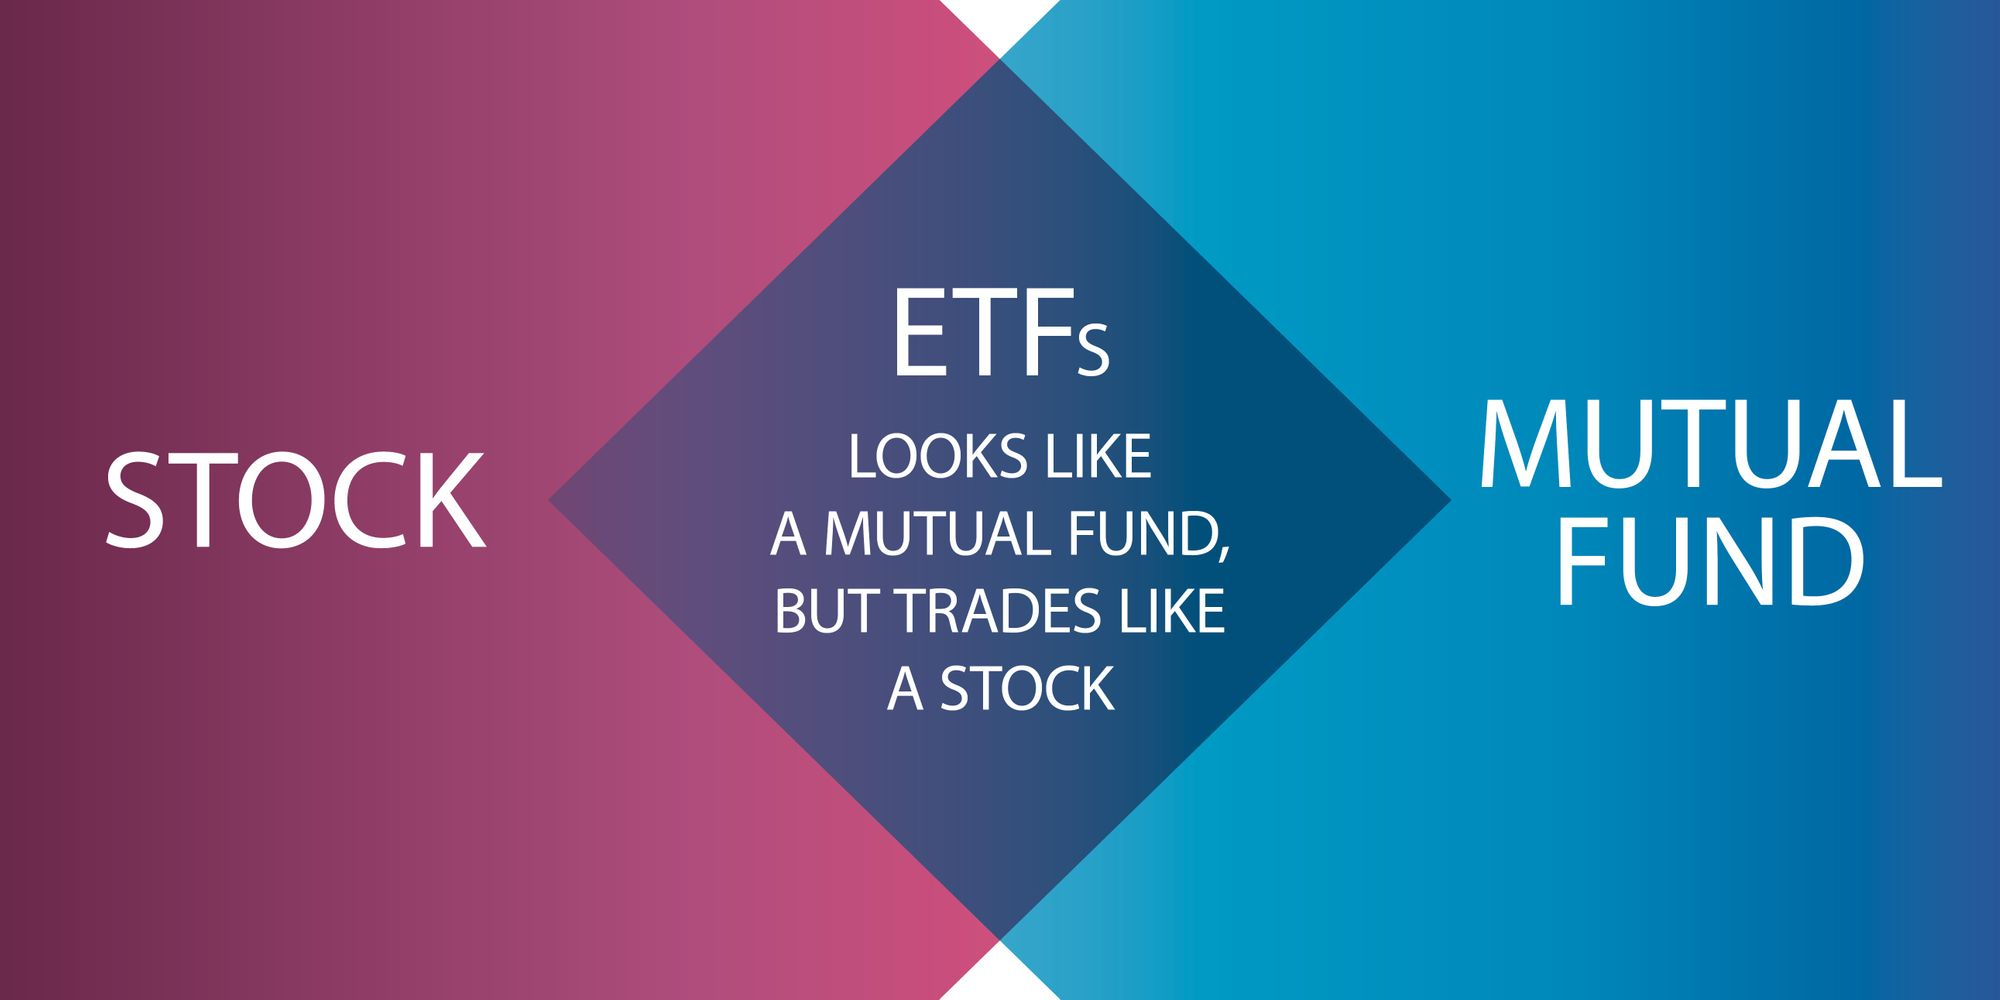 STOCK
ETFs
LOOKS LIKE
A MUTUAL FUND,
BUT TRADES LIKE
A STOCK
MUTUAL
FUND